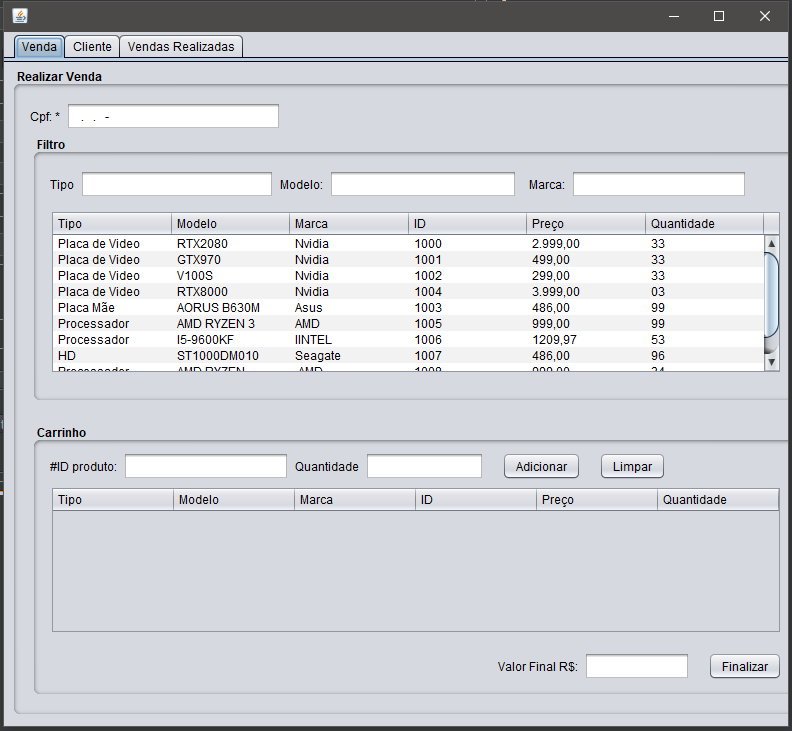 Venda Cliente Vendas Realizadas
Realizar Venda
Cpf: * . . -
Filtro
Tipo Modelo: Marca:
Tipo Modelo Marca ID Preço Quantidade
Placa de Video RTX2080 Nvidia 1000 2.999,00 33
Placa de Video GTX970 Nvidia 1001 499,00 33
Placa de Video V100S Nvidia 1002 299,00 33
Placa de Video RTX8000 Nvidia 1004 3.999,00 03
Placa Mãe AORUS B630M Asus 1003 486,00 99
Processador AMD RYZEN 3 AMD 1005 999,00 99
Processador I5-9600KF IINTEL 1006 1209,97 53
HD ST1000DM010 Seagate 1007 486,00 96
Processador AMD RYZEN AMD 1008 999,00
Carrinho
#ID produto: Quantidade Adicionar Limpar
Tipo Modelo Marca ID Preço Quantidade
Valor Final R$: Finalizar